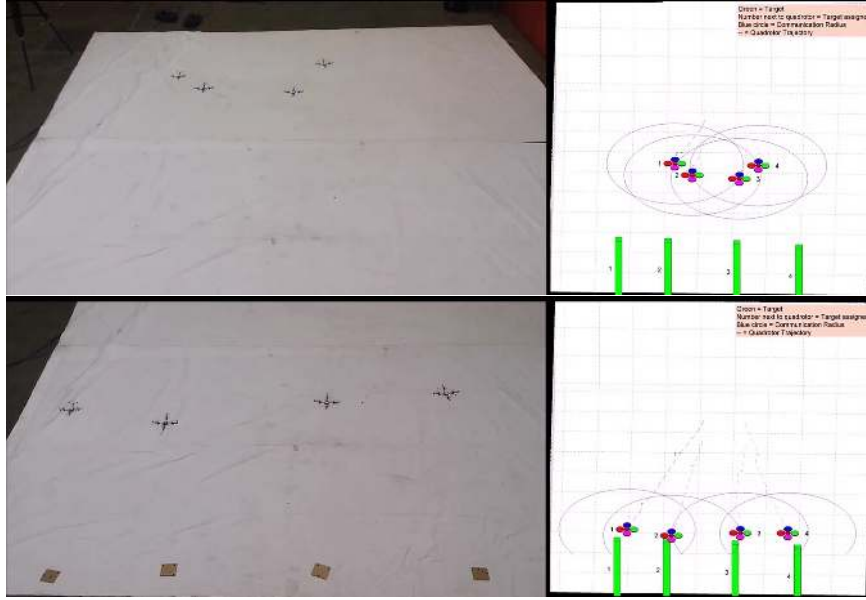 Green = Target
Number next to quadrotor = Target assigned
Blue circle = Communication Radius
-- = Quadrotor Trajectory
1
2
3
4
1
2
3
4
Green = Target
Number next to quadrotor = Target assigned
Blue circle = Communication Radius
-- = Quadrotor Trajectory
1
2
3
4
1
2
3
4